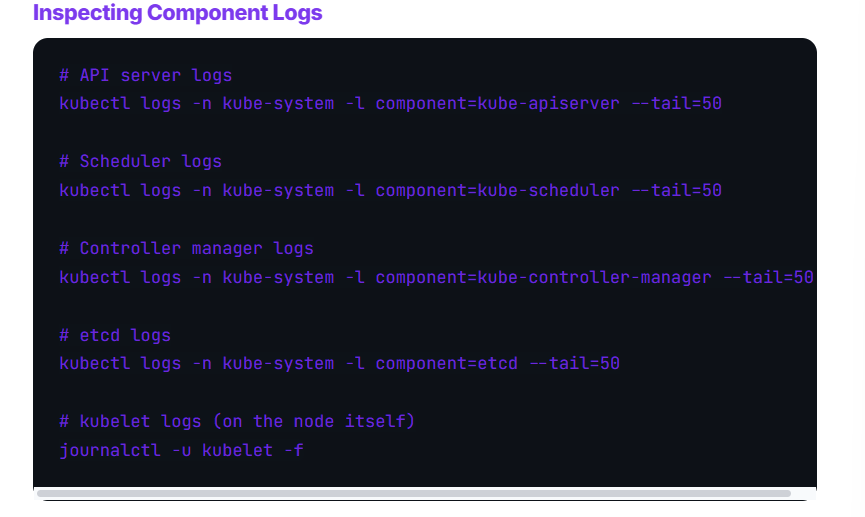 Inspecting Component Logs
# API server logs
kubectl logs -n kube-system -l component=kube-apiserver --tail=50
# Scheduler logs
kubectl logs -n kube-system -l component=kube-scheduler --tail=50
# Controller manager logs
kubectl logs -n kube-system -l component=kube-controller-manager --tail=50
# etcd logs
kubectl logs -n kube-system -l component=etcd --tail=50
# kubelet logs (on the node itself)
journalctl -u kubelet -f